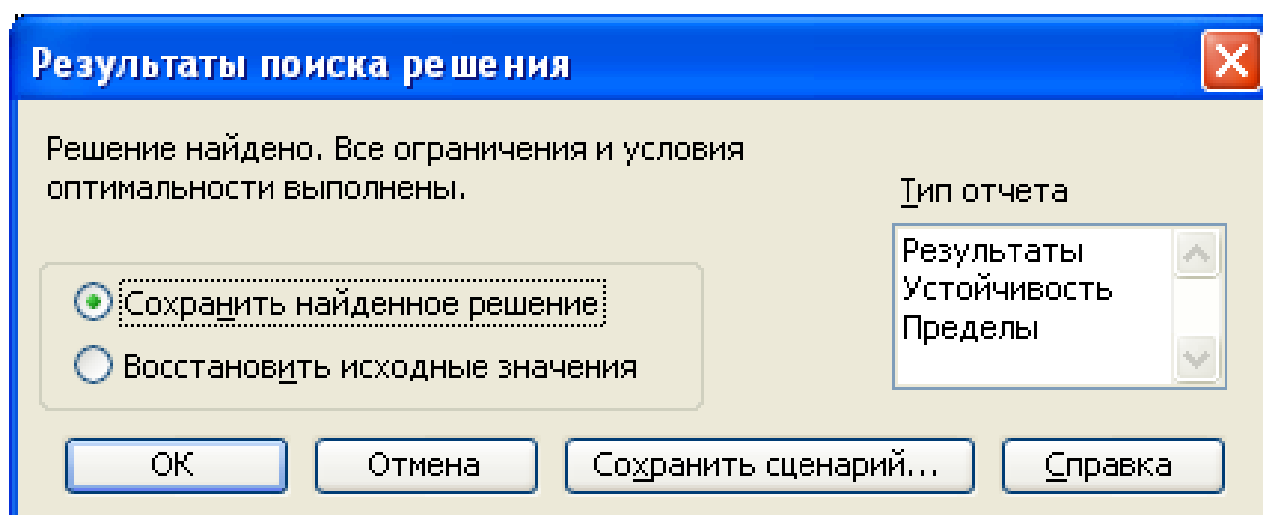 Результаты поиска решения
Решение найдено. Все ограничения и условия
оптимальности выполнены.
Тип отчета
Результаты
Устойчивость
Пределы
Сохранить найденное решение
Восстановить исходные значения
ОК
Отмена
Сохранить сценарий...
Справка